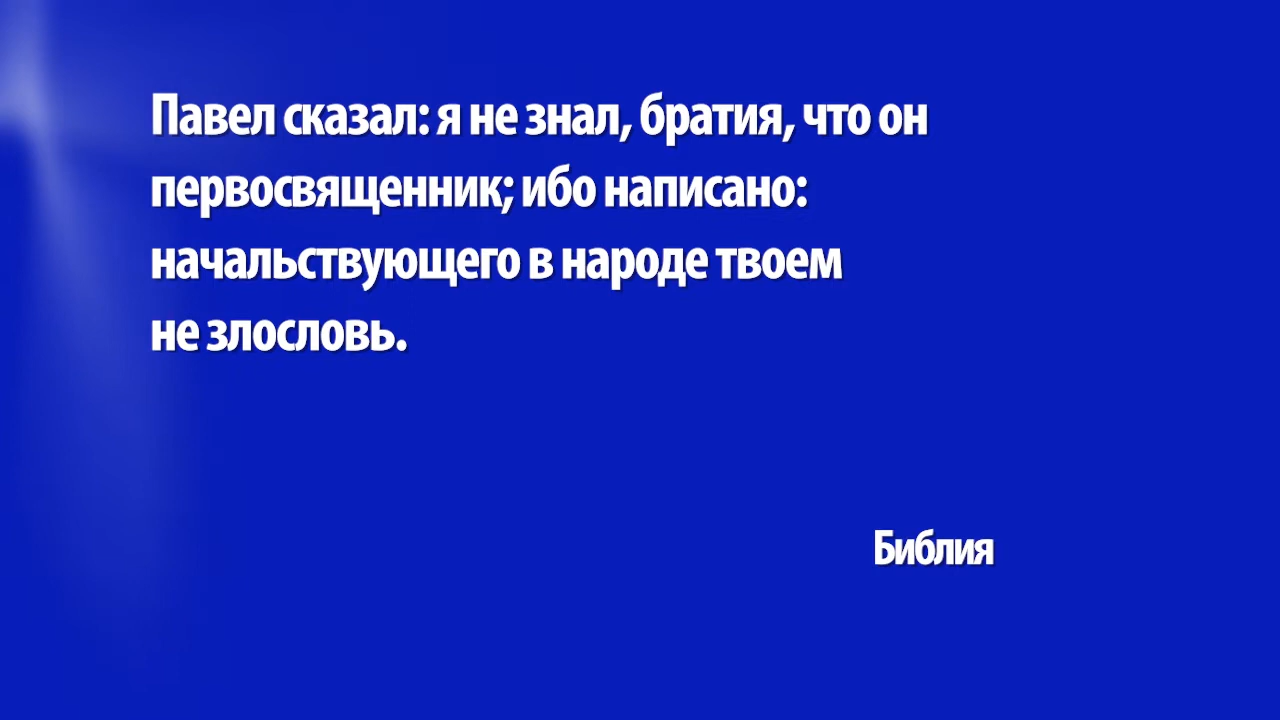 Павел сказал: я не знал, братия, что он
первосвященник; ибо написано:
начальствующего в народе твоем
не злословь.
Библия